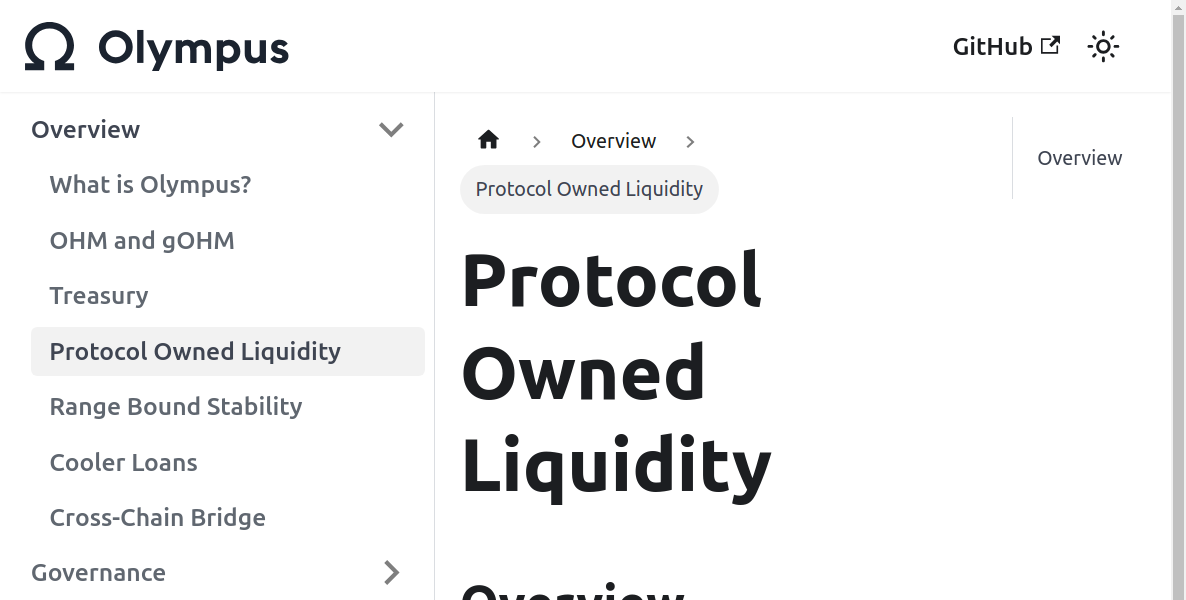 Olympus
GitHub
Overview
What is Olympus?
OHM and gOHM
Treasury
Protocol Owned Liquidity
Range Bound Stability
Cooler Loans
Cross-Chain Bridge
Governance
Overview
Protocol Owned Liquidity
Protocol
Owned
Liquidity
Overview
Overview